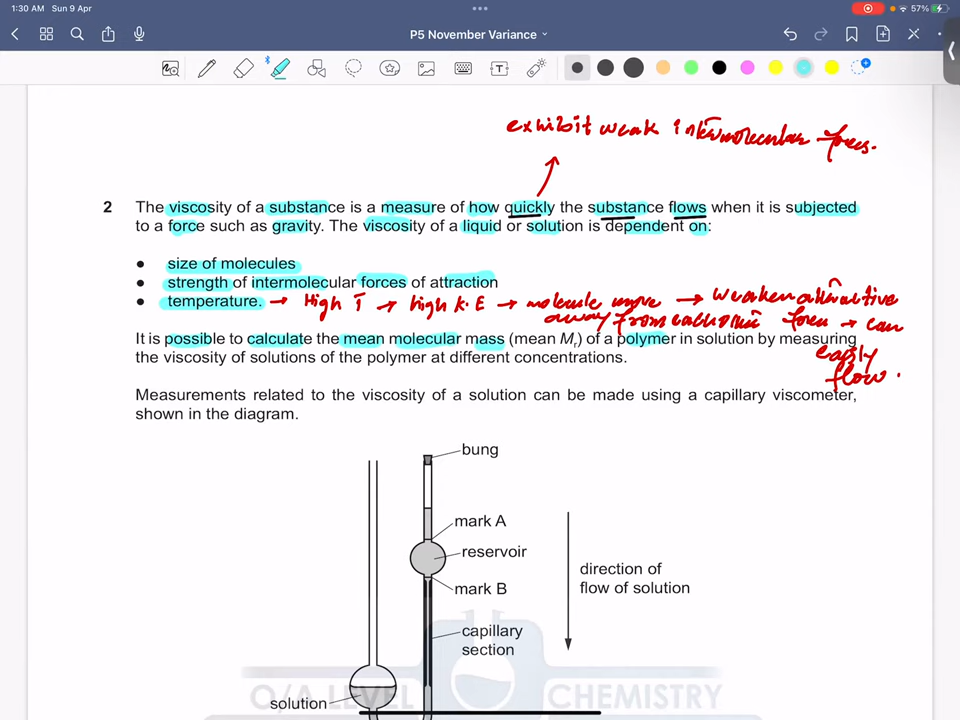 1:30 AM Sun 9 Apr
57%
P5 November Variance
exhibit weak intermolecular forces.
2 The viscosity of a substance is a measure of how quickly the substance flows when it is subjected
to a force such as gravity. The viscosity of a liquid or solution is dependent on:
• size of molecules
• strength of intermolecular forces of attraction
• temperature. → High T → high K.E → molecule move → weaken attractive
away from each other forces → can
easily
flow.
It is possible to calculate the mean molecular mass (mean Mr) of a polymer in solution by measuring
the viscosity of solutions of the polymer at different concentrations.
Measurements related to the viscosity of a solution can be made using a capillary viscometer,
shown in the diagram.
bung
mark A
reservoir
mark B
capillary
section
direction of
flow of solution
solution
O/A LEVEL CHEMISTRY